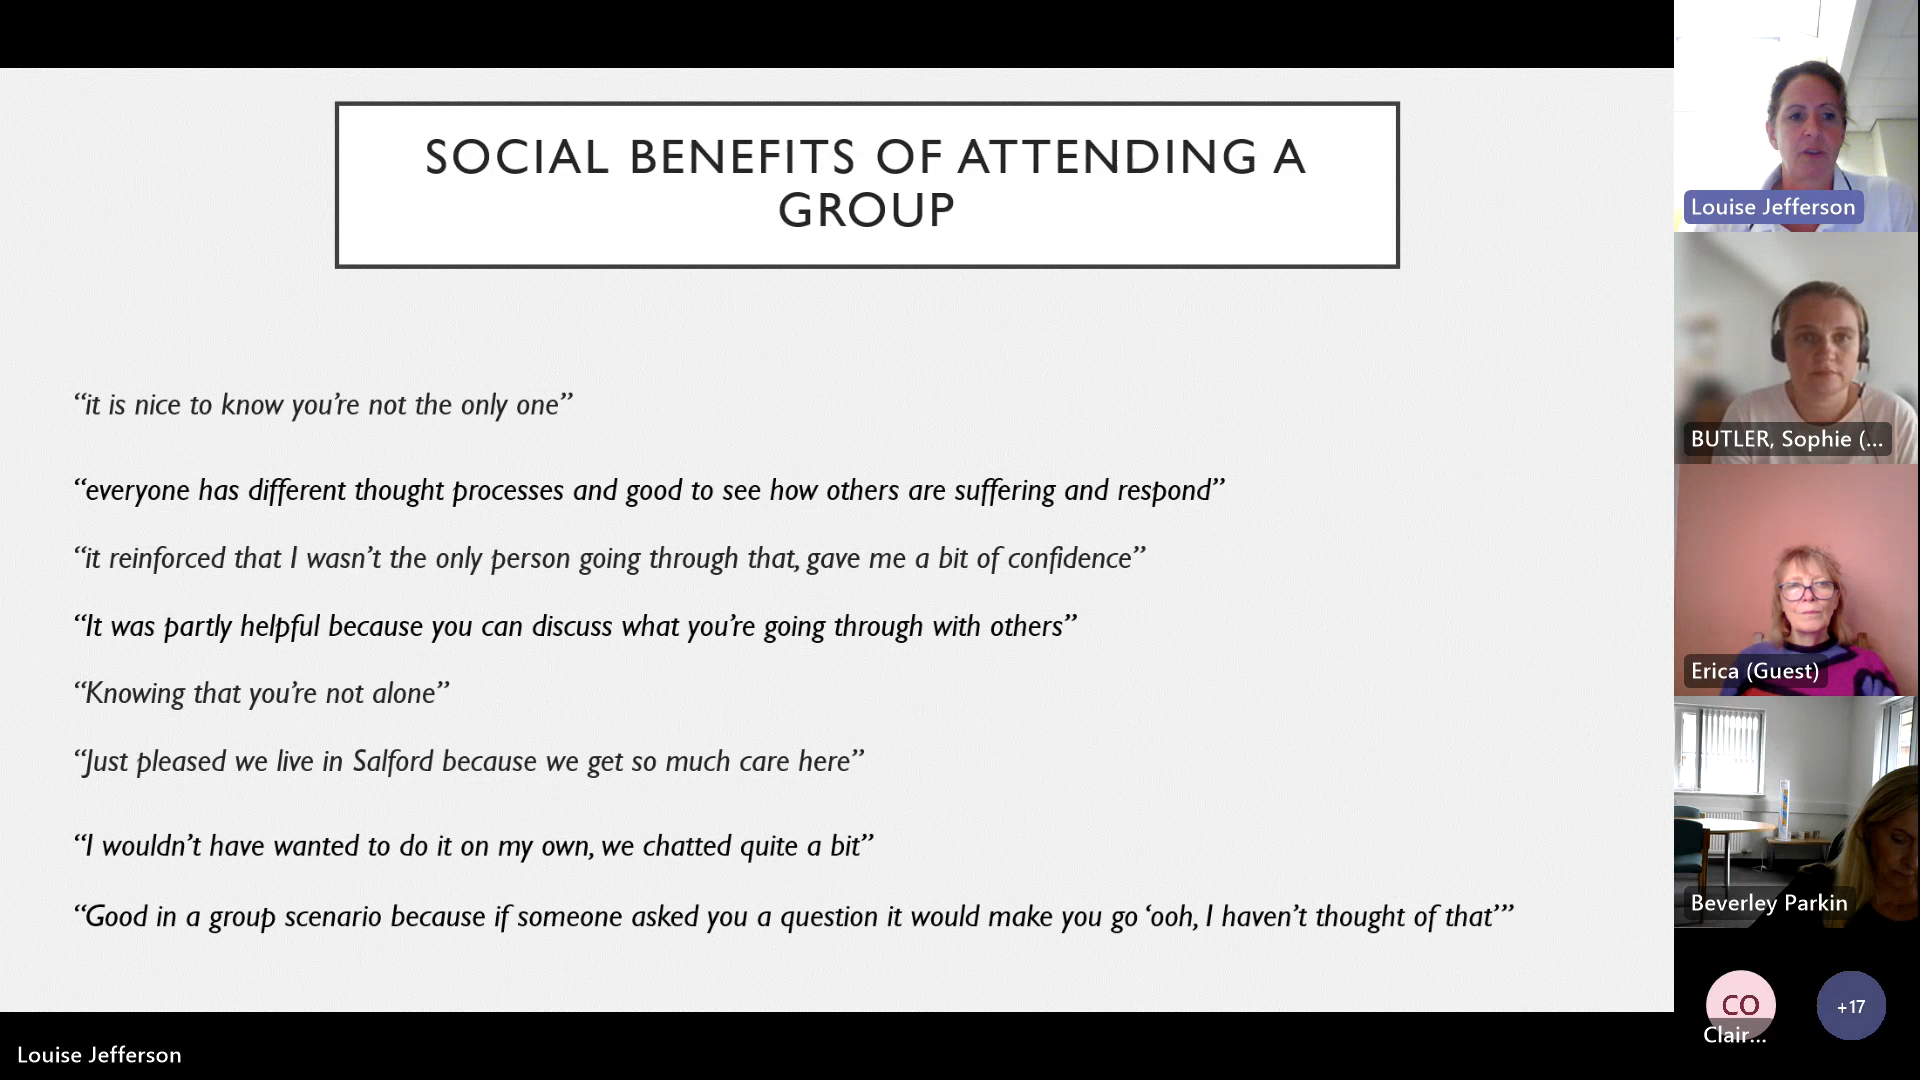 SOCIAL BENEFITS OF ATTENDING A
GROUP
“it is nice to know you’re not the only one”
“everyone has different thought processes and good to see how others are suffering and respond”
“it reinforced that I wasn’t the only person going through that, gave me a bit of confidence”
“It was partly helpful because you can discuss what you’re going through with others”
“Knowing that you’re not alone”
“Just pleased we live in Salford because we get so much care here”
“I wouldn’t have wanted to do it on my own, we chatted quite a bit”
“Good in a group scenario because if someone asked you a question it would make you go ‘ooh, I haven’t thought of that’”
Louise Jefferson
Louise Jefferson
BUTLER, Sophie (...
Erica (Guest)
Beverley Parkin
CO
Clair...
+17